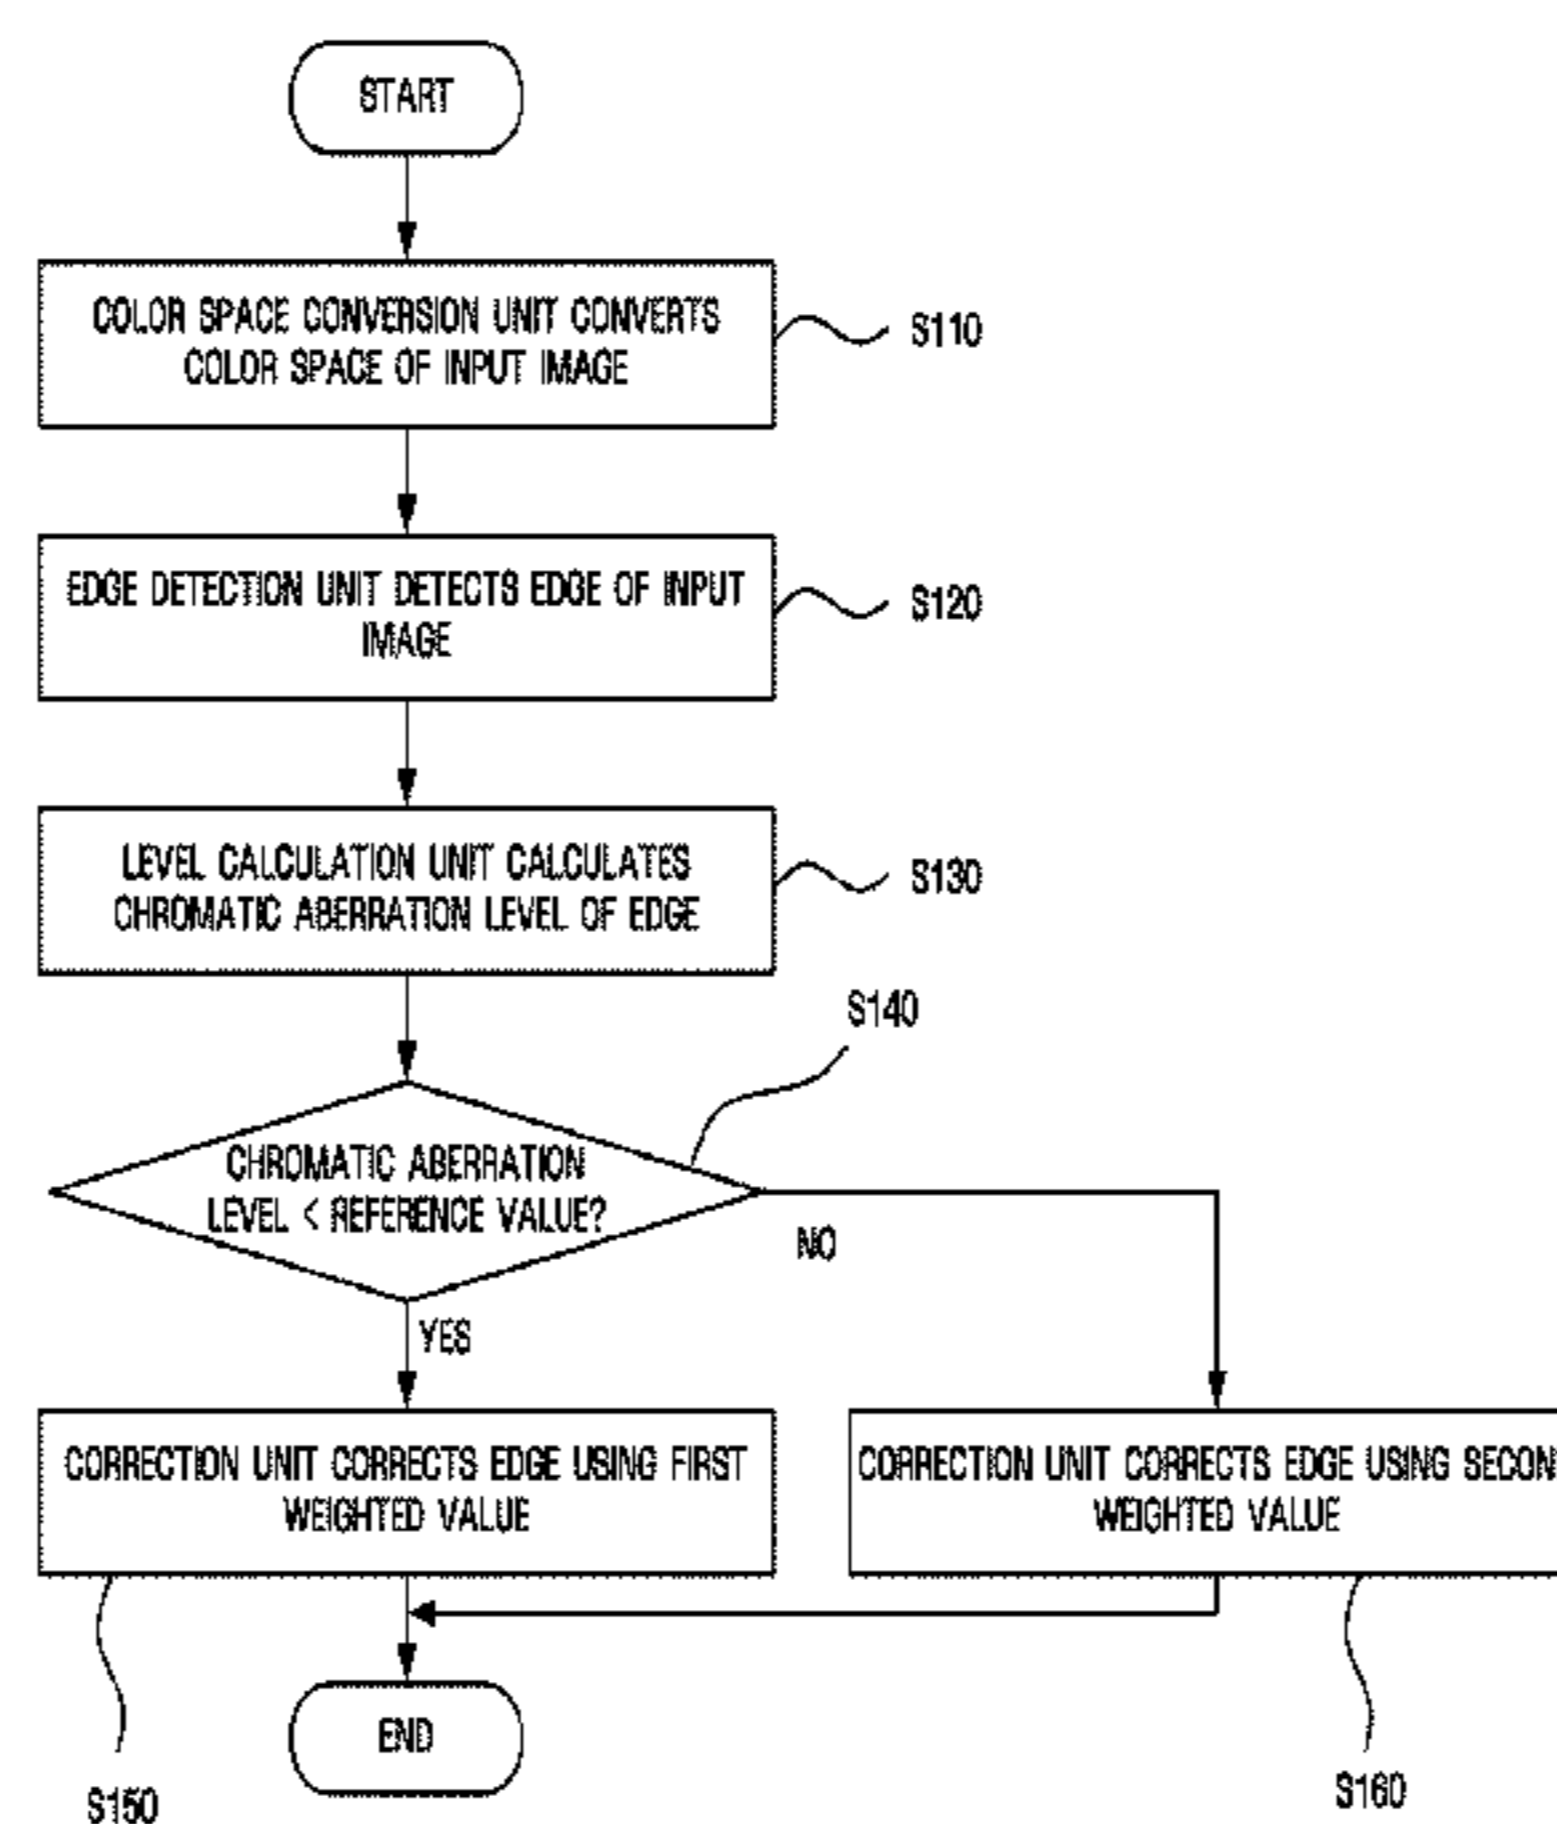 START
COLOR SPACE CONVERSION UNIT CONVERTS
COLOR SPACE OF INPUT IMAGE
S110
EDGE DETECTION UNIT DETECTS EDGE OF INPUT
IMAGE
S120
LEVEL CALCULATION UNIT CALCULATES
CHROMATIC ABERRATION LEVEL OF EDGE
S130
S140
CHROMATIC ABERRATION
LEVEL < REFERENCE VALUE?
NO
YES
CORRECTION UNIT CORRECTS EDGE USING FIRST
WEIGHTED VALUE
CORRECTION UNIT CORRECTS EDGE USING SECON
WEIGHTED VALUE
END
S150
S160